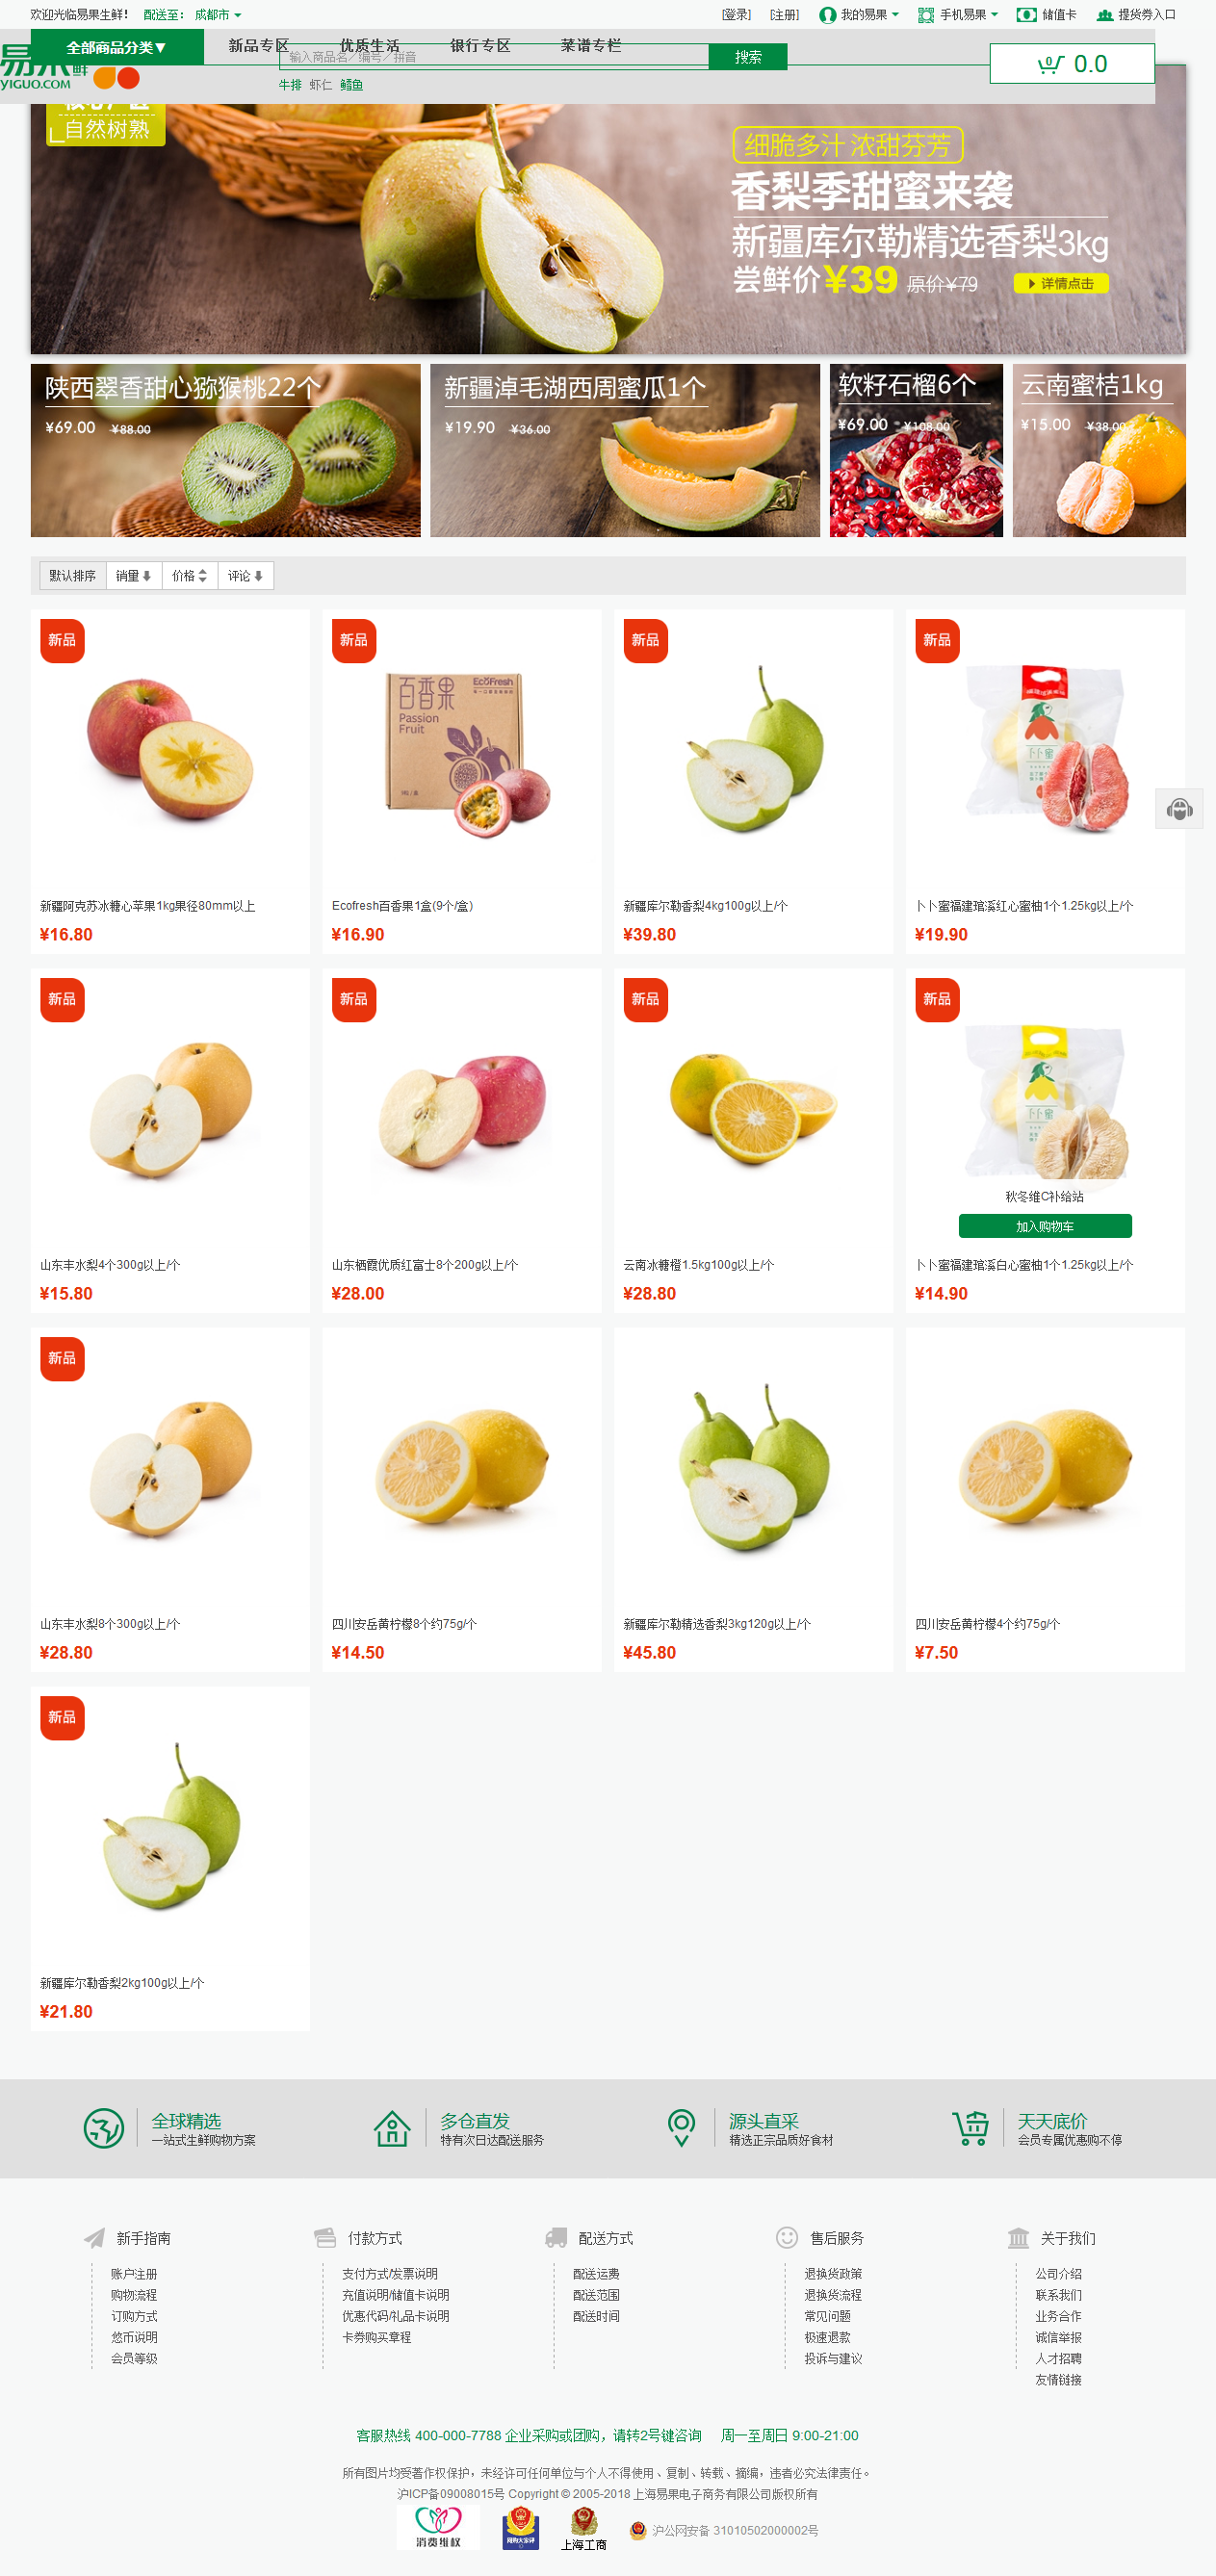 欢迎光临易果生鲜! 配送至: 成都市
[登录] [注册] 我的易果 手机易果 储值卡 提货券入口
全部商品分类▼ 新品专区 优质生活 银行专区 菜谱专栏
输入商品名／编号／拼音 搜索
0 0.0
YIGUO.COM
牛排 虾仁 鳕鱼
自然树熟
细脆多汁 浓甜芬芳
香梨季甜蜜来袭
新疆库尔勒精选香梨3kg
尝鲜价¥39 原价¥79 详情点击
陕西翠香甜心猕猴桃22个
¥69.00 ¥88.00
新疆淖毛湖西周蜜瓜1个
¥19.90 ¥36.00
软籽石榴6个
¥69.00 ¥108.00
云南蜜桔1kg
¥15.00 ¥38.00
默认排序 销量 价格 评论
新品 新品 新品 新品
百香果
EcoFresh
Passion
Fruit
卜卜蜜
新疆阿克苏冰糖心苹果1kg果径80mm以上
¥16.80
Ecofresh百香果1盒(9个/盒)
¥16.90
新疆库尔勒香梨4kg100g以上/个
¥39.80
卜卜蜜福建琯溪红心蜜柚1个1.25kg以上/个
¥19.90
新品 新品 新品 新品
卜卜蜜
秋冬维C补给站
加入购物车
山东丰水梨4个300g以上/个
¥15.80
山东栖霞优质红富士8个200g以上/个
¥28.00
云南冰糖橙1.5kg100g以上/个
¥28.80
卜卜蜜福建琯溪白心蜜柚1个1.25kg以上/个
¥14.90
新品
山东丰水梨8个300g以上/个
¥28.80
四川安岳黄柠檬8个约75g/个
¥14.50
新疆库尔勒精选香梨3kg120g以上/个
¥45.80
四川安岳黄柠檬4个约75g/个
¥7.50
新品
新疆库尔勒香梨2kg100g以上/个
¥21.80
全球精选
一站式生鲜购物方案
多仓直发
特有次日达配送服务
源头直采
精选正宗品质好食材
天天底价
会员专属优惠购不停
新手指南
账户注册
购物流程
订购方式
悠币说明
会员等级
付款方式
支付方式/发票说明
充值说明/储值卡说明
优惠代码/礼品卡说明
卡券购买章程
配送方式
配送运费
配送范围
配送时间
售后服务
退换货政策
退换货流程
常见问题
极速退款
投诉与建议
关于我们
公司介绍
联系我们
业务合作
诚信举报
人才招聘
友情链接
客服热线 400-000-7788 企业采购或团购，请转2号键咨询 周一至周日 9:00-21:00
所有图片均受著作权保护，未经许可任何单位与个人不得使用、复制、转载、摘编，违者必究法律责任。
沪ICP备09008015号 Copyright © 2005-2018 上海易果电子商务有限公司版权所有
消费维权 网购大家评 上海工商 沪公网安备 31010502000002号